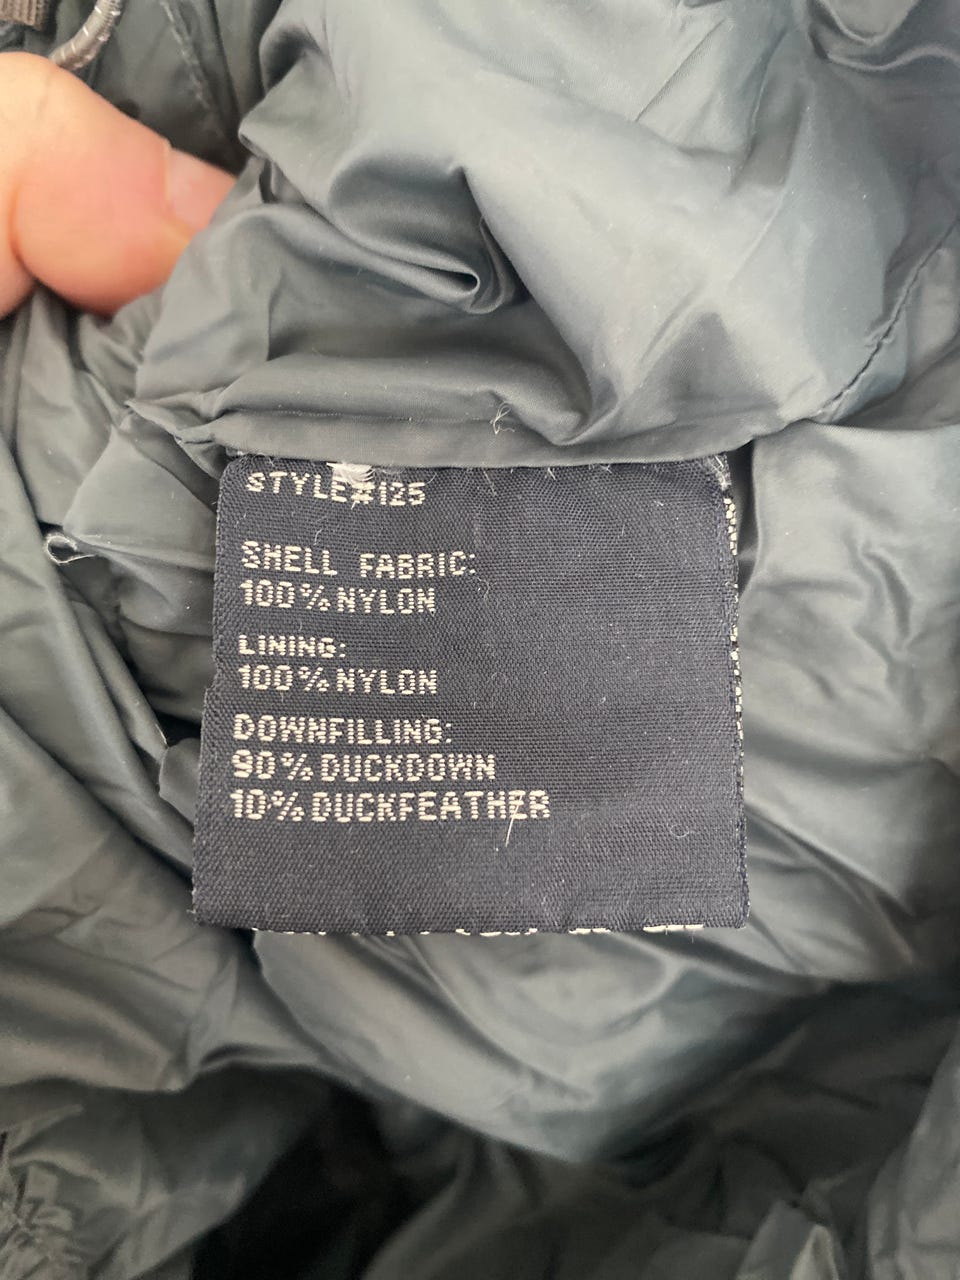 STYLE#125
SHELL FABRIC:
100% NYLON
LINING:
100% NYLON
DOWNFILLING:
90% DUCKDOWN
10% DUCKFEATHER